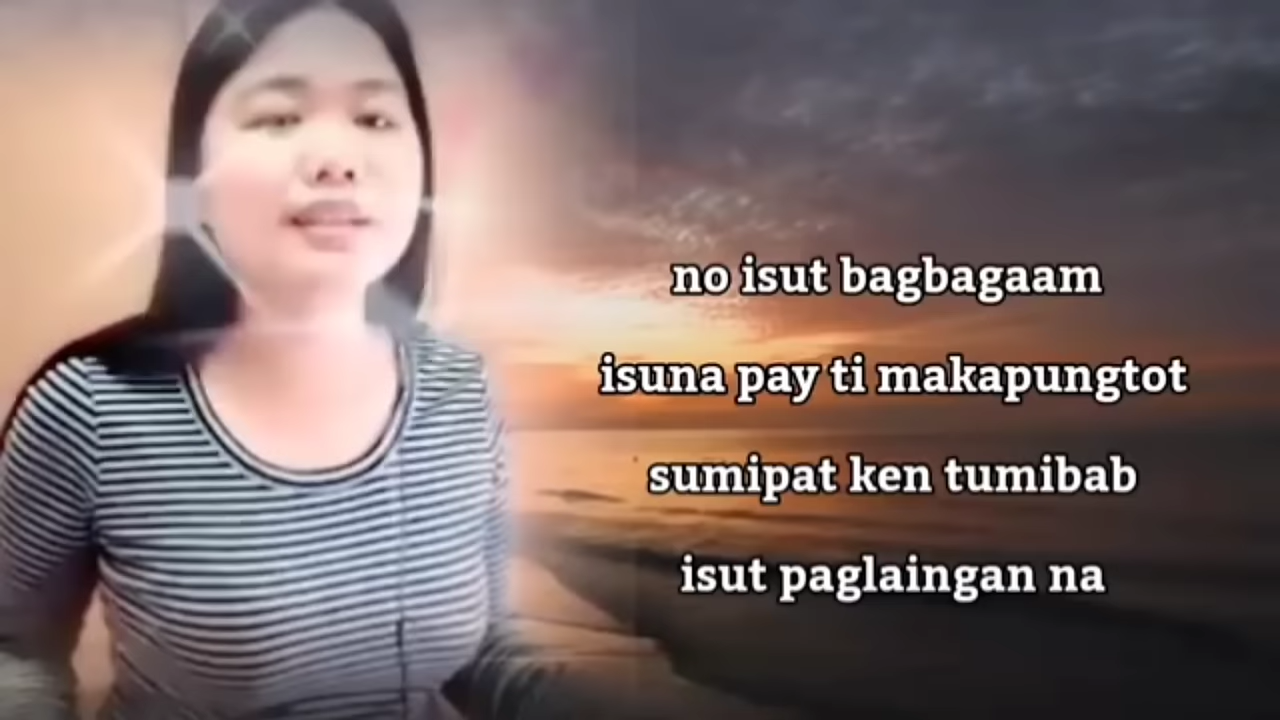 no isut bagbagaam
isuna pay ti makapungtot
sumipat ken tumibab
isut paglaingan na